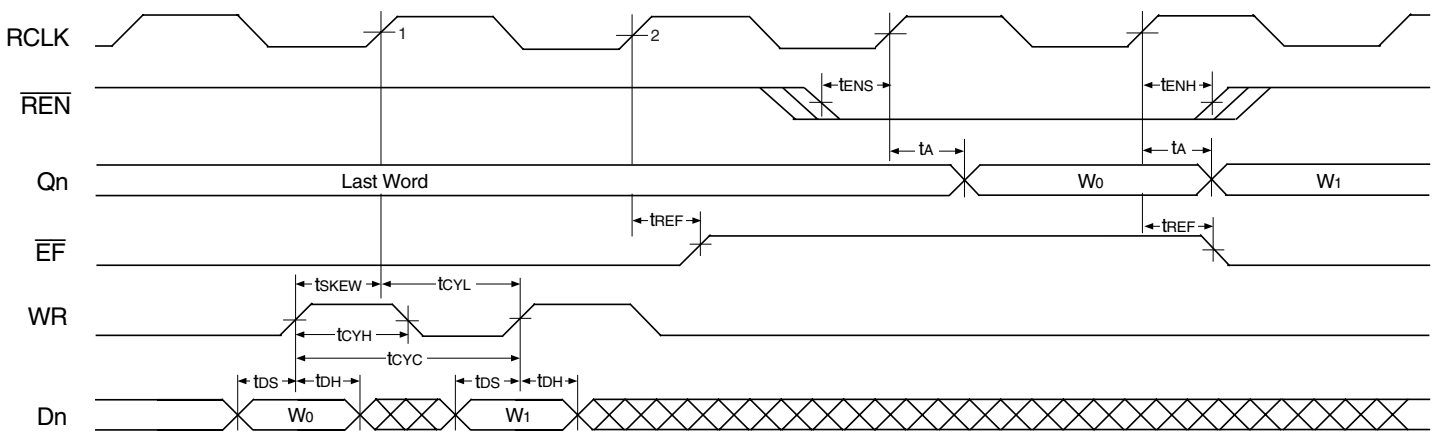 RCLK 1 2
REN tENS tENH
tA tA
Qn Last Word W0 W1
tREF tREF
EF
tSKEW tCYL
WR
tCYH
tCYC
tDS tDH tDS tDH
Dn W0 W1